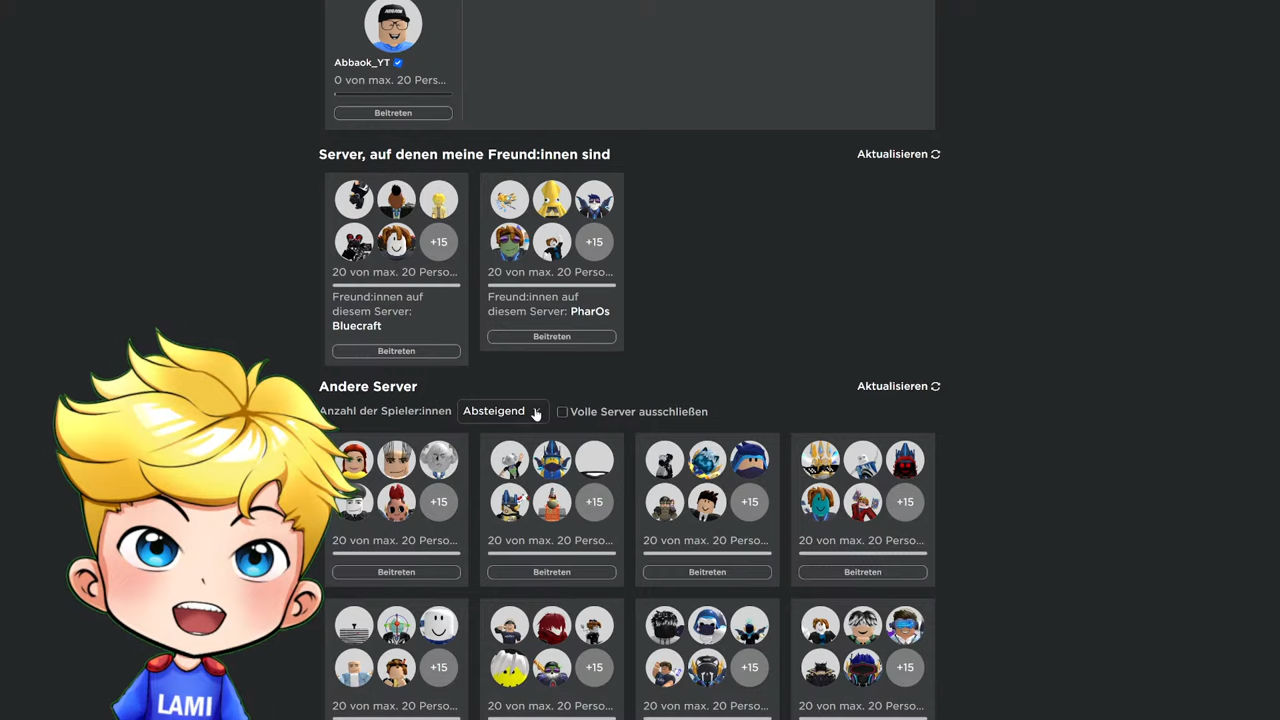 Abbaok_YT
0 von max. 20 Pers...
Beitreten
Server, auf denen meine Freund:innen sind
Aktualisieren
+15
+15
20 von max. 20 Perso...
20 von max. 20 Perso...
Freund:innen auf
diesem Server:
Bluecraft
Freund:innen auf
diesem Server: PharOs
Beitreten
Beitreten
Andere Server
Aktualisieren
Anzahl der Spieler:innen
Absteigend
Volle Server ausschließen
+15
+15
+15
+15
20 von max. 20 Perso...
20 von max. 20 Perso...
20 von max. 20 Perso...
20 von max. 20 Perso...
Beitreten
Beitreten
Beitreten
Beitreten
+15
+15
+15
+15
20 von max. 20 Perso...
20 von max. 20 Perso...
20 von max. 20 Perso...
20 von max. 20 Perso...
LAMI